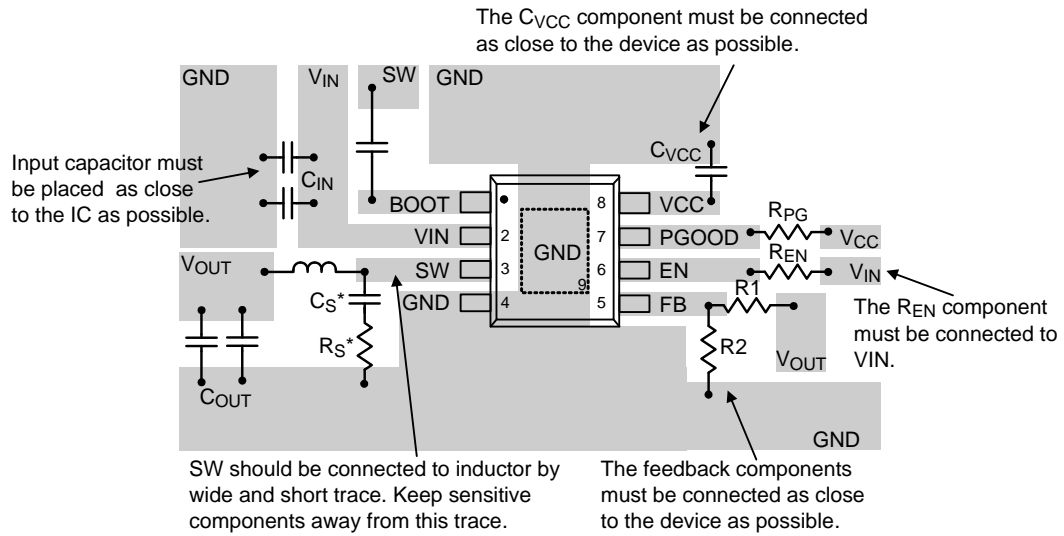 The CVCC component must be connected
as close to the device as possible.
GND
VIN
SW
GND
Input capacitor must
be placed as close
to the IC as possible.
CIN
CVCC
BOOT
8
VCC
VIN
2
7
PGOOD
RPG
VCC
GND
VOUT
SW
3
6
EN
REN
VIN
CS*
GND
4
9
5
FB
R1
The REN component
must be connected to
VIN.
RS*
R2
VOUT
COUT
GND
SW should be connected to inductor by
wide and short trace. Keep sensitive
components away from this trace.
The feedback components
must be connected as close
to the device as possible.